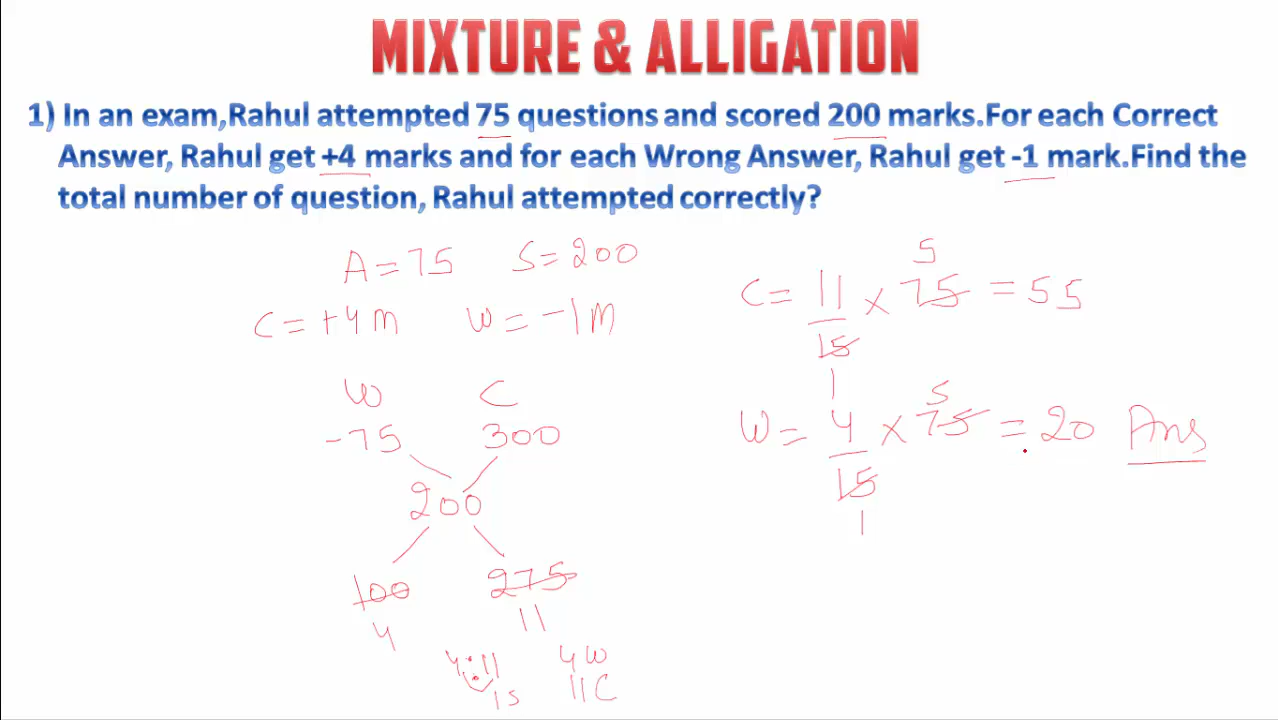 MIXTURE & ALLIGATION
1) In an exam,Rahul attempted 75 questions and scored 200 marks.For each Correct
Answer, Rahul get +4 marks and for each Wrong Answer, Rahul get -1 mark.Find the
total number of question, Rahul attempted correctly?
A = 75 S = 200
C = +4 m W = -1 M
W C
-75 300
200
100 275
4 11
4 : 11 4 W
15 11 C
5
C = 11 × 75 = 55
15
1
5
W = 4 × 75 = 20 Ans
15
1